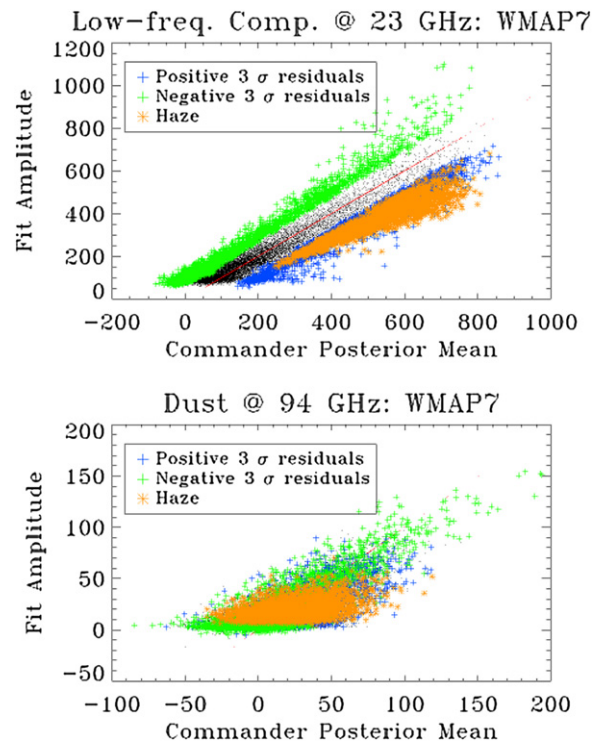 Low-freq. Comp. @ 23 GHz: WMAP7
1200
1000
800
600
400
200
0
Fit Amplitude
Positive 3 σ residuals
Negative 3 σ residuals
Haze
-200 0 200 400 600 800 1000
Commander Posterior Mean
Dust @ 94 GHz: WMAP7
200
150
100
50
0
-50
Fit Amplitude
Positive 3 σ residuals
Negative 3 σ residuals
Haze
-100 -50 0 50 100 150 200
Commander Posterior Mean